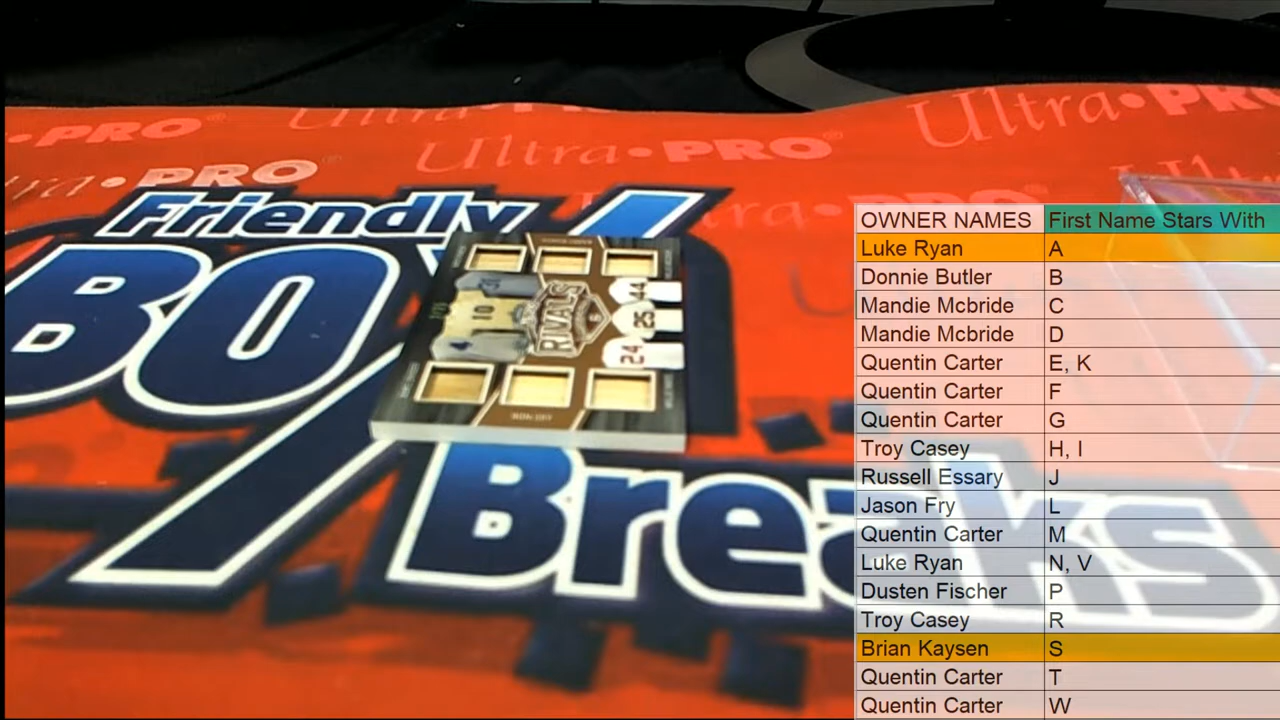 Ultra•PRO
Ultra•PRO®
Ultra•PRO®
Friendly
BOX
Breaks
RIVALS
10
44
25
24
OWNER NAMES First Name Stars With
Luke Ryan A
Donnie Butler B
Mandie Mcbride C
Mandie Mcbride D
Quentin Carter E, K
Quentin Carter F
Quentin Carter G
Troy Casey H, I
Russell Essary J
Jason Fry L
Quentin Carter M
Luke Ryan N, V
Dusten Fischer P
Troy Casey R
Brian Kaysen S
Quentin Carter T
Quentin Carter W